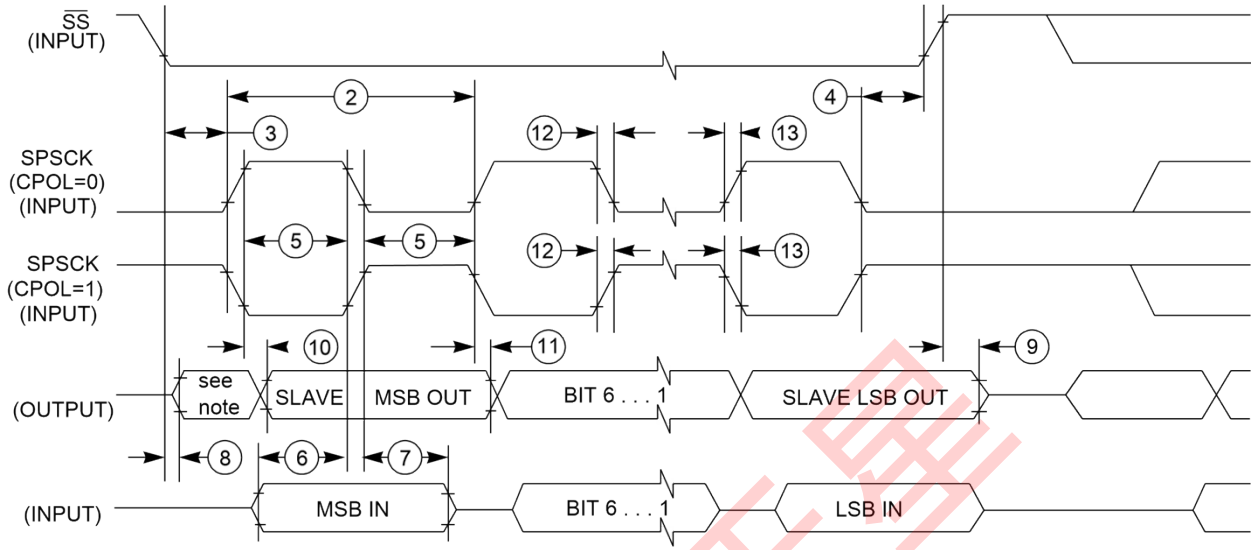 SS
(INPUT)
2
4
3
12
13
SPSCK
(CPOL=0)
(INPUT)
5
5
SPSCK
(CPOL=1)
(INPUT)
12
13
10
11
9
(OUTPUT)
see
note
SLAVE
MSB OUT
BIT 6 . . . 1
SLAVE LSB OUT
8
6
7
(INPUT)
MSB IN
BIT 6 . . . 1
LSB IN